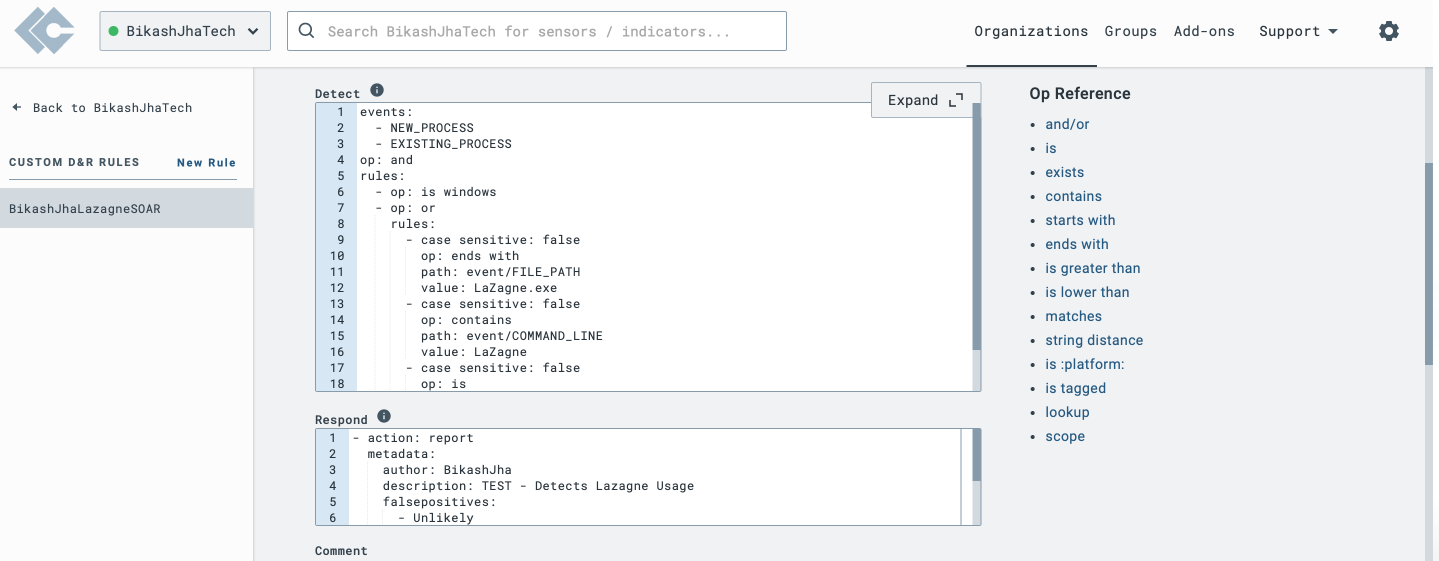 BikashJhaTech
Search BikashJhaTech for sensors / indicators...
Organizations
Groups
Add-ons
Support
Back to BikashJhaTech
CUSTOM D&R RULES
New Rule
BikashJhaLazagneSOAR
Detect
Expand
1 events:
2   - NEW_PROCESS
3   - EXISTING_PROCESS
4 op: and
5 rules:
6   - op: is windows
7   - op: or
8     rules:
9       - case sensitive: false
10         op: ends with
11         path: event/FILE_PATH
12         value: LaZagne.exe
13       - case sensitive: false
14         op: contains
15         path: event/COMMAND_LINE
16         value: LaZagne
17       - case sensitive: false
18         op: is
Respond
1 - action: report
2   metadata:
3     author: BikashJha
4     description: TEST - Detects Lazagne Usage
5     falsepositives:
6       - Unlikely
Comment
Op Reference
• and/or
• is
• exists
• contains
• starts with
• ends with
• is greater than
• is lower than
• matches
• string distance
• is :platform:
• is tagged
• lookup
• scope